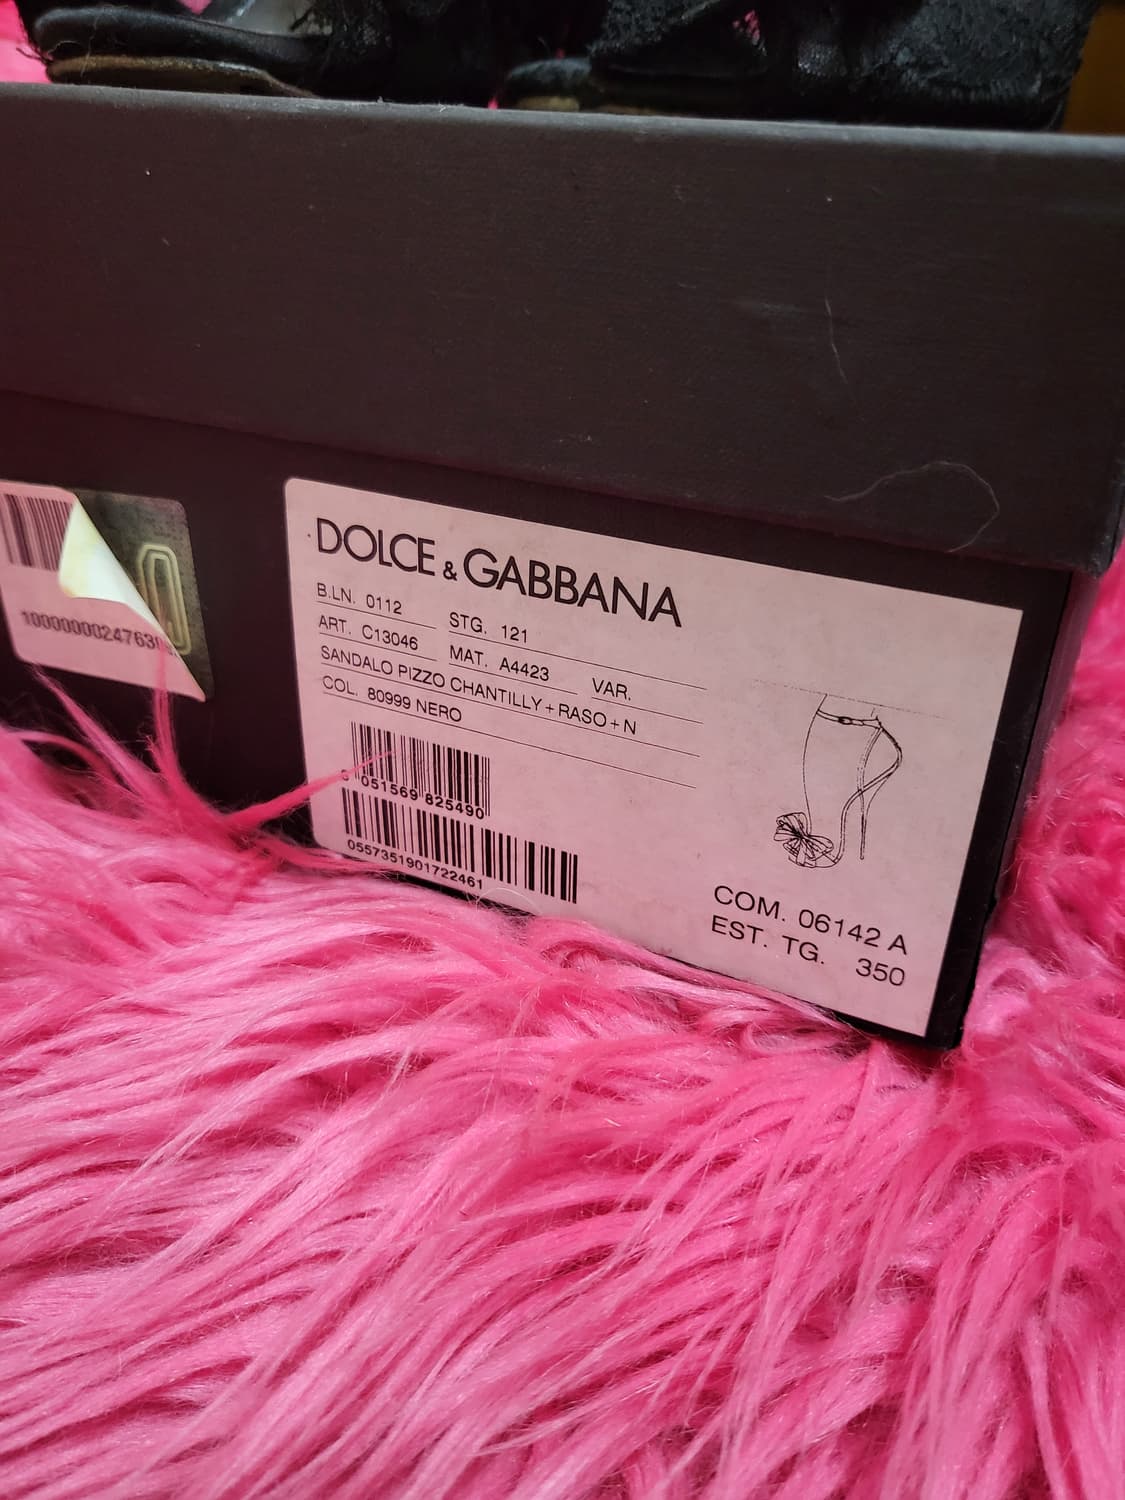 DOLCE & GABBANA
B.LN. 0112 STG. 121
ART. C13046 MAT. A4423 VAR.
SANDALO PIZZO CHANTILLY+RASO+N
COL. 80999 NERO
051569 825490
0557351901722461
COM. 06142 A
EST. TG. 350